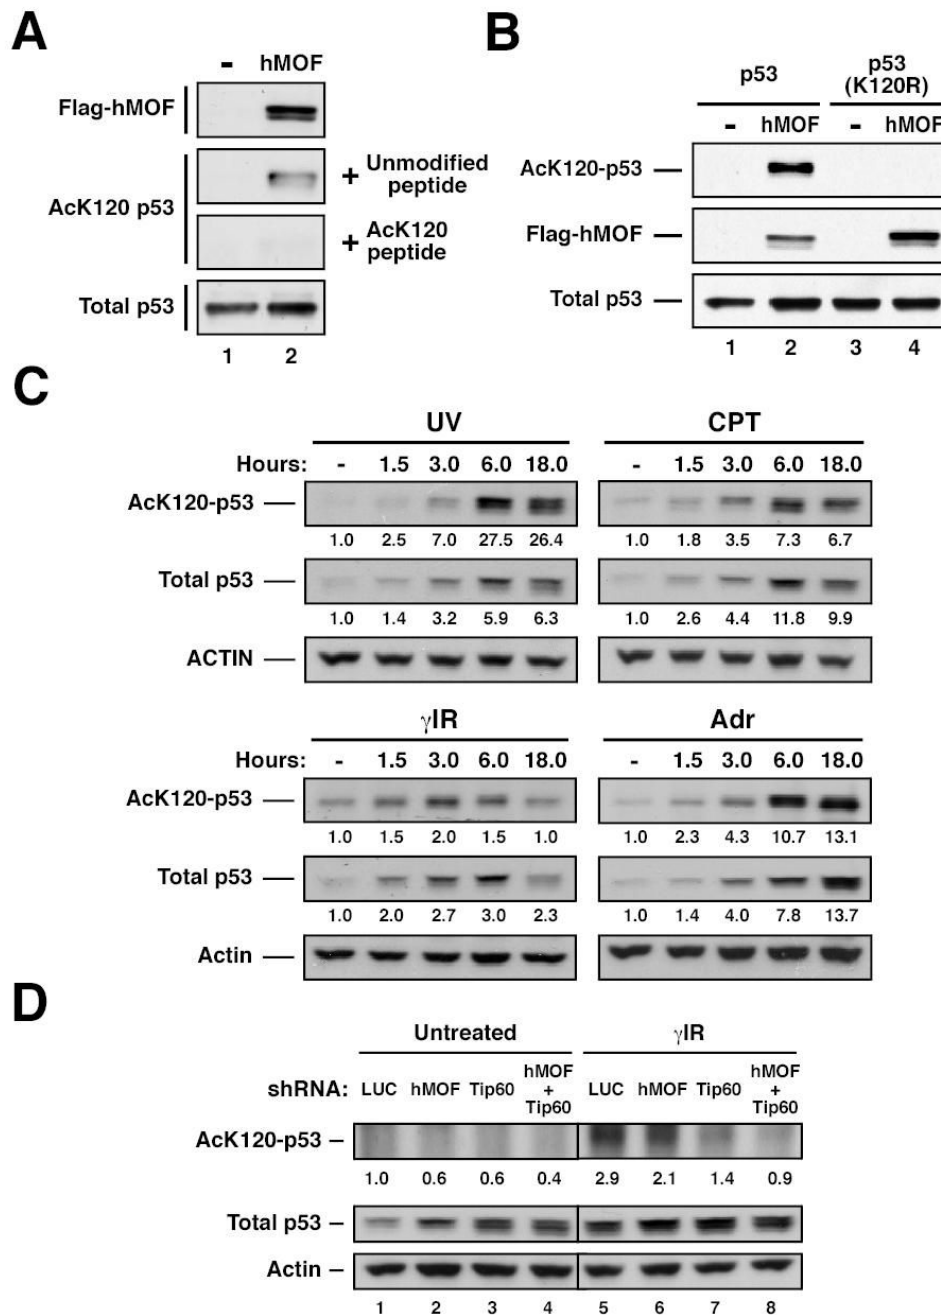 A
- hMOF
Flag-hMOF
AcK120 p53
+ Unmodified peptide
+ AcK120 peptide
Total p53
1 2
B
p53 p53 (K120R)
- hMOF - hMOF
AcK120-p53
Flag-hMOF
Total p53
1 2 3 4
C
UV CPT
Hours: - 1.5 3.0 6.0 18.0 - 1.5 3.0 6.0 18.0
AcK120-p53
1.0 2.5 7.0 27.5 26.4 1.0 1.8 3.5 7.3 6.7
Total p53
1.0 1.4 3.2 5.9 6.3 1.0 2.6 4.4 11.8 9.9
ACTIN
γIR Adr
Hours: - 1.5 3.0 6.0 18.0 - 1.5 3.0 6.0 18.0
AcK120-p53
1.0 1.5 2.0 1.5 1.0 1.0 2.3 4.3 10.7 13.1
Total p53
1.0 2.0 2.7 3.0 2.3 1.0 1.4 4.0 7.8 13.7
Actin
D
Untreated γIR
shRNA: LUC hMOF Tip60 hMOF + Tip60 LUC hMOF Tip60 hMOF + Tip60
AcK120-p53
1.0 0.6 0.6 0.4 2.9 2.1 1.4 0.9
Total p53
Actin
1 2 3 4 5 6 7 8